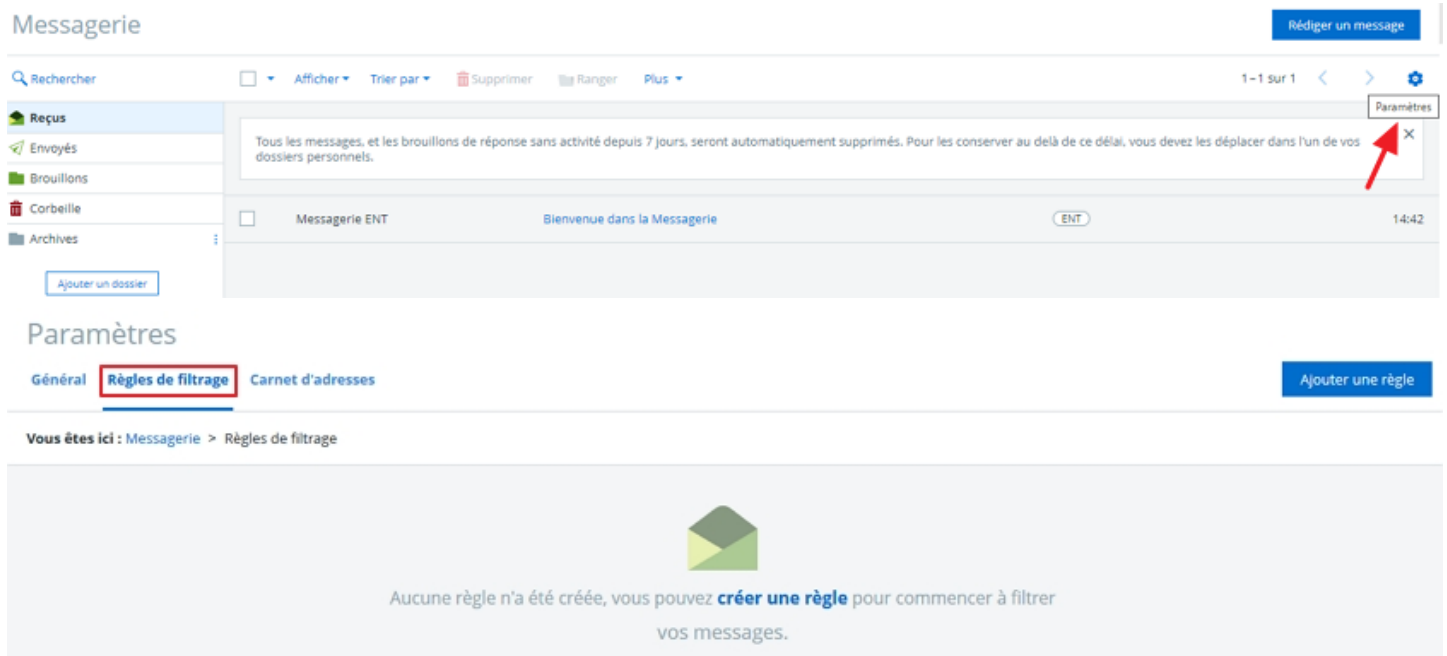 Messagerie
Rédiger un message
Rechercher
Afficher
Trier par
Supprimer
Ranger
Plus
1-1 sur 1
Paramètres
Reçus
Envoyés
Brouillons
Corbeille
Archives
Ajouter un dossier
Tous les messages, et les brouillons de réponse sans activité depuis 7 jours, seront automatiquement supprimés. Pour les conserver au delà de ce délai, vous devez les déplacer dans l'un de vos
dossiers personnels.
Messagerie ENT
Bienvenue dans la Messagerie
ENT
14:42
Paramètres
Général
Règles de filtrage
Carnet d'adresses
Ajouter une règle
Vous êtes ici : Messagerie > Règles de filtrage
Aucune règle n'a été créée, vous pouvez créer une règle pour commencer à filtrer
vos messages.